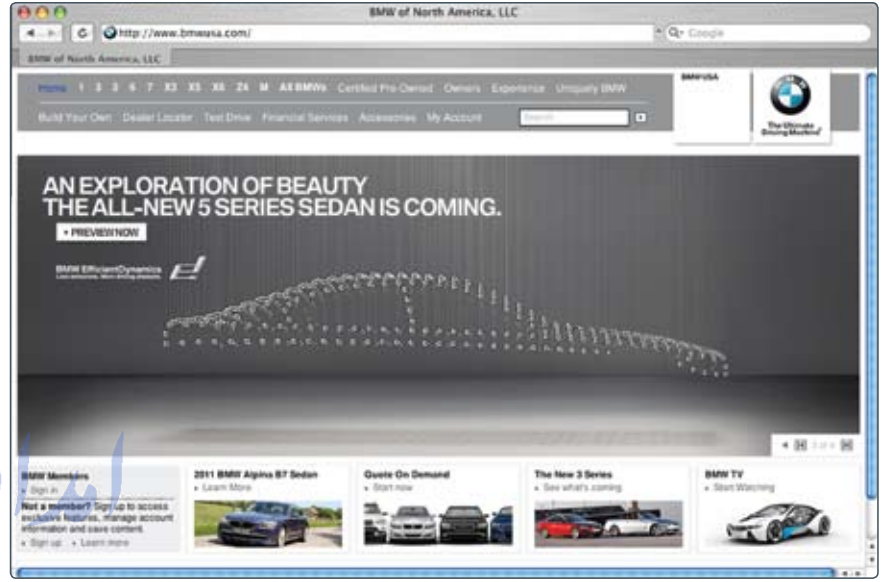 BMW of North America, LLC
http://www.bmwusa.com/
Google
BMW of North America, LLC
Home 1 3 5 6 7 X3 X5 X6 Z4 M All BMWs Certified Pre-Owned Owners Experience Uniquely BMW
BMW USA
Build Your Own Dealer Locator Test Drive Financial Services Accessories My Account
Search
The Ultimate
Driving Machine®
AN EXPLORATION OF BEAUTY
THE ALL-NEW 5 SERIES SEDAN IS COMING.
PREVIEW NOW
BMW EfficientDynamics
BMW Members
Sign in
Not a member? Sign up to access
exclusive features, manage account
information and save content.
Sign up Learn more
2011 BMW Alpina B7 Sedan
Learn More
Quote On Demand
Start now
The New 3 Series
See what's coming
BMW TV
Start Watching